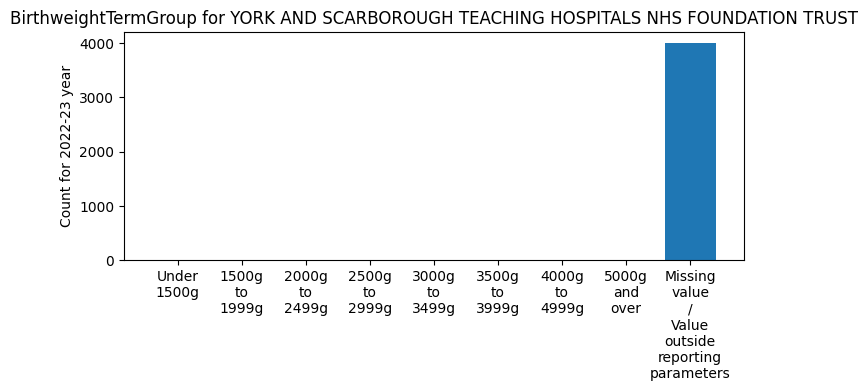 BirthweightTermGroup for YORK AND SCARBOROUGH TEACHING HOSPITALS NHS FOUNDATION TRUST
Count for 2022-23 year
4000
3000
2000
1000
0
Under
1500g
1500g
to
1999g
2000g
to
2499g
2500g
to
2999g
3000g
to
3499g
3500g
to
3999g
4000g
to
4999g
5000g
and
over
Missing
value
/
Value
outside
reporting
parameters